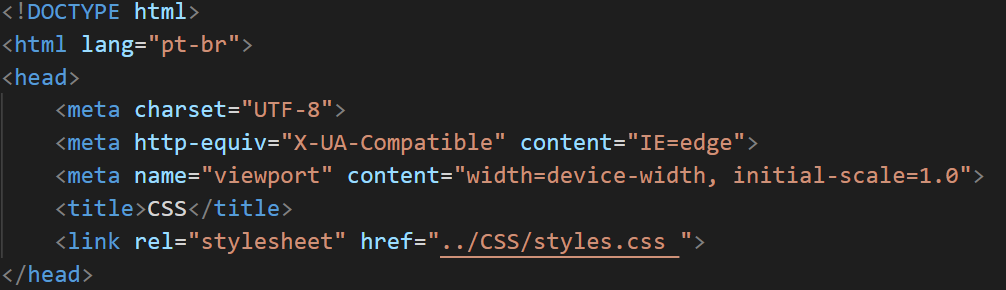 <!DOCTYPE html>
<html lang="pt-br">
<head>
    <meta charset="UTF-8">
    <meta http-equiv="X-UA-Compatible" content="IE=edge">
    <meta name="viewport" content="width=device-width, initial-scale=1.0">
    <title>CSS</title>
    <link rel="stylesheet" href="../CSS/styles.css ">
</head>